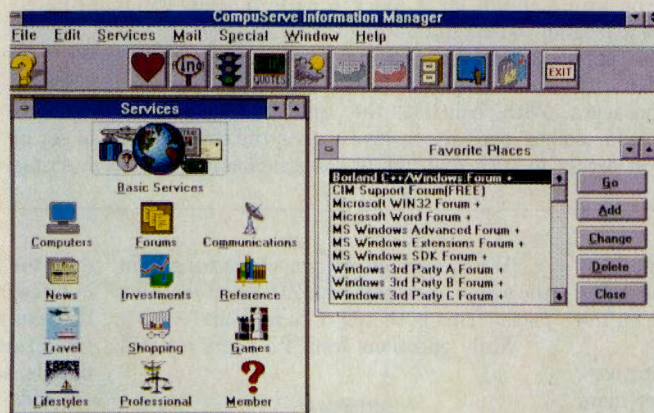 CompuServe Information Manager
File Edit Services Mail Special Window Help
QUOTES
EXIT
Services
Basic Services
Computers Forums Communications
News Investments Reference
Travel Shopping Games
Lifestyles Professional Member
Favorite Places
Borland C++/Windows Forum +
CIM Support Forum(FREE)
Microsoft WIN32 Forum +
Microsoft Word Forum +
MS Windows Advanced Forum +
MS Windows Extensions Forum +
MS Windows SDK Forum +
Windows 3rd Party A Forum +
Windows 3rd Party B Forum +
Windows 3rd Party C Forum +
Go
Add
Change
Delete
Close